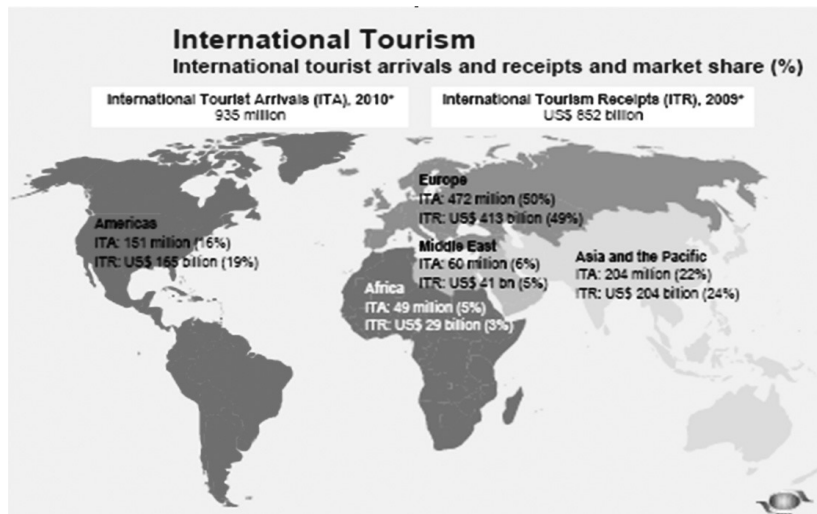 International Tourism
International tourist arrivals and receipts and market share (%)
International Tourist Arrivals (ITA), 2010*
935 million
International Tourism Receipts (ITR), 2009*
US$ 852 billion
Europe
ITA: 472 million (50%)
ITR: US$ 413 billion (49%)
Americas
ITA: 151 million (16%)
ITR: US$ 165 billion (19%)
Middle East
ITA: 60 million (6%)
ITR: US$ 41 bn (5%)
Asia and the Pacific
ITA: 204 million (22%)
ITR: US$ 204 billion (24%)
Africa
ITA: 49 million (5%)
ITR: US$ 29 billion (3%)